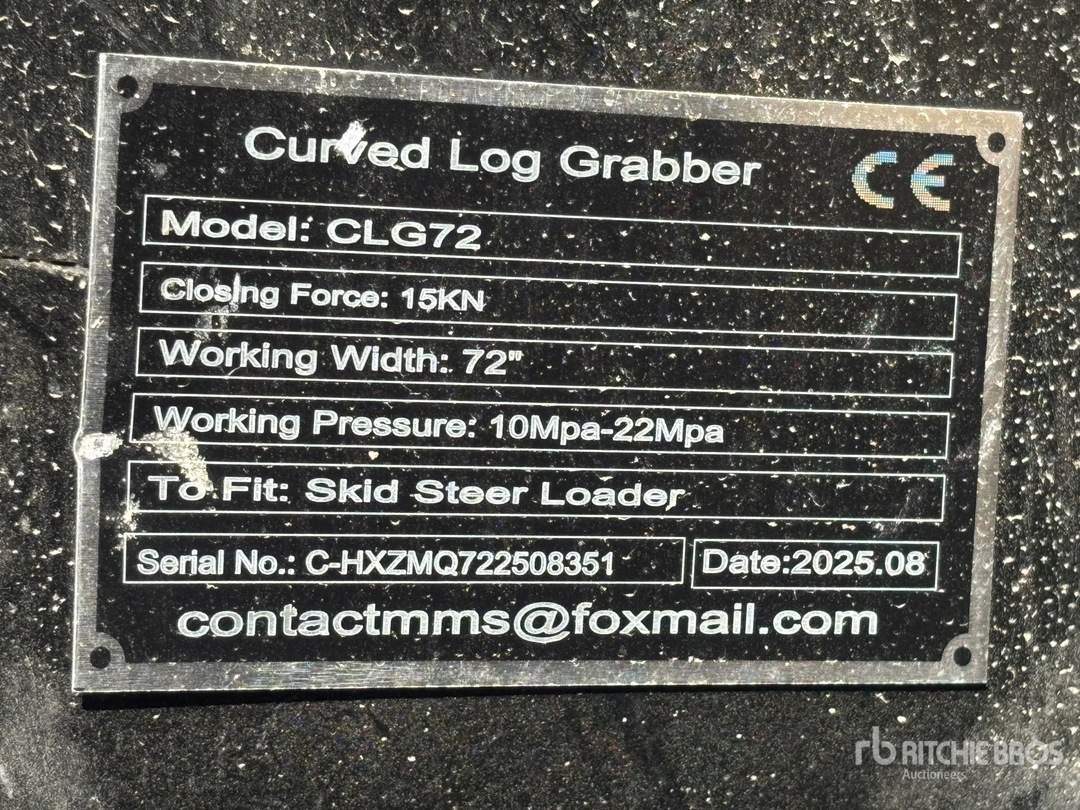 Curved Log Grabber
CE
Model: CLG72
Closing Force: 15KN
Working Width: 72"
Working Pressure: 10Mpa-22Mpa
To Fit: Skid Steer Loader
Serial No.: C-HXZMQ722508351 Date:2025.08
contactmms@foxmail.com
rb RITCHIE BROS.
Auctioneers